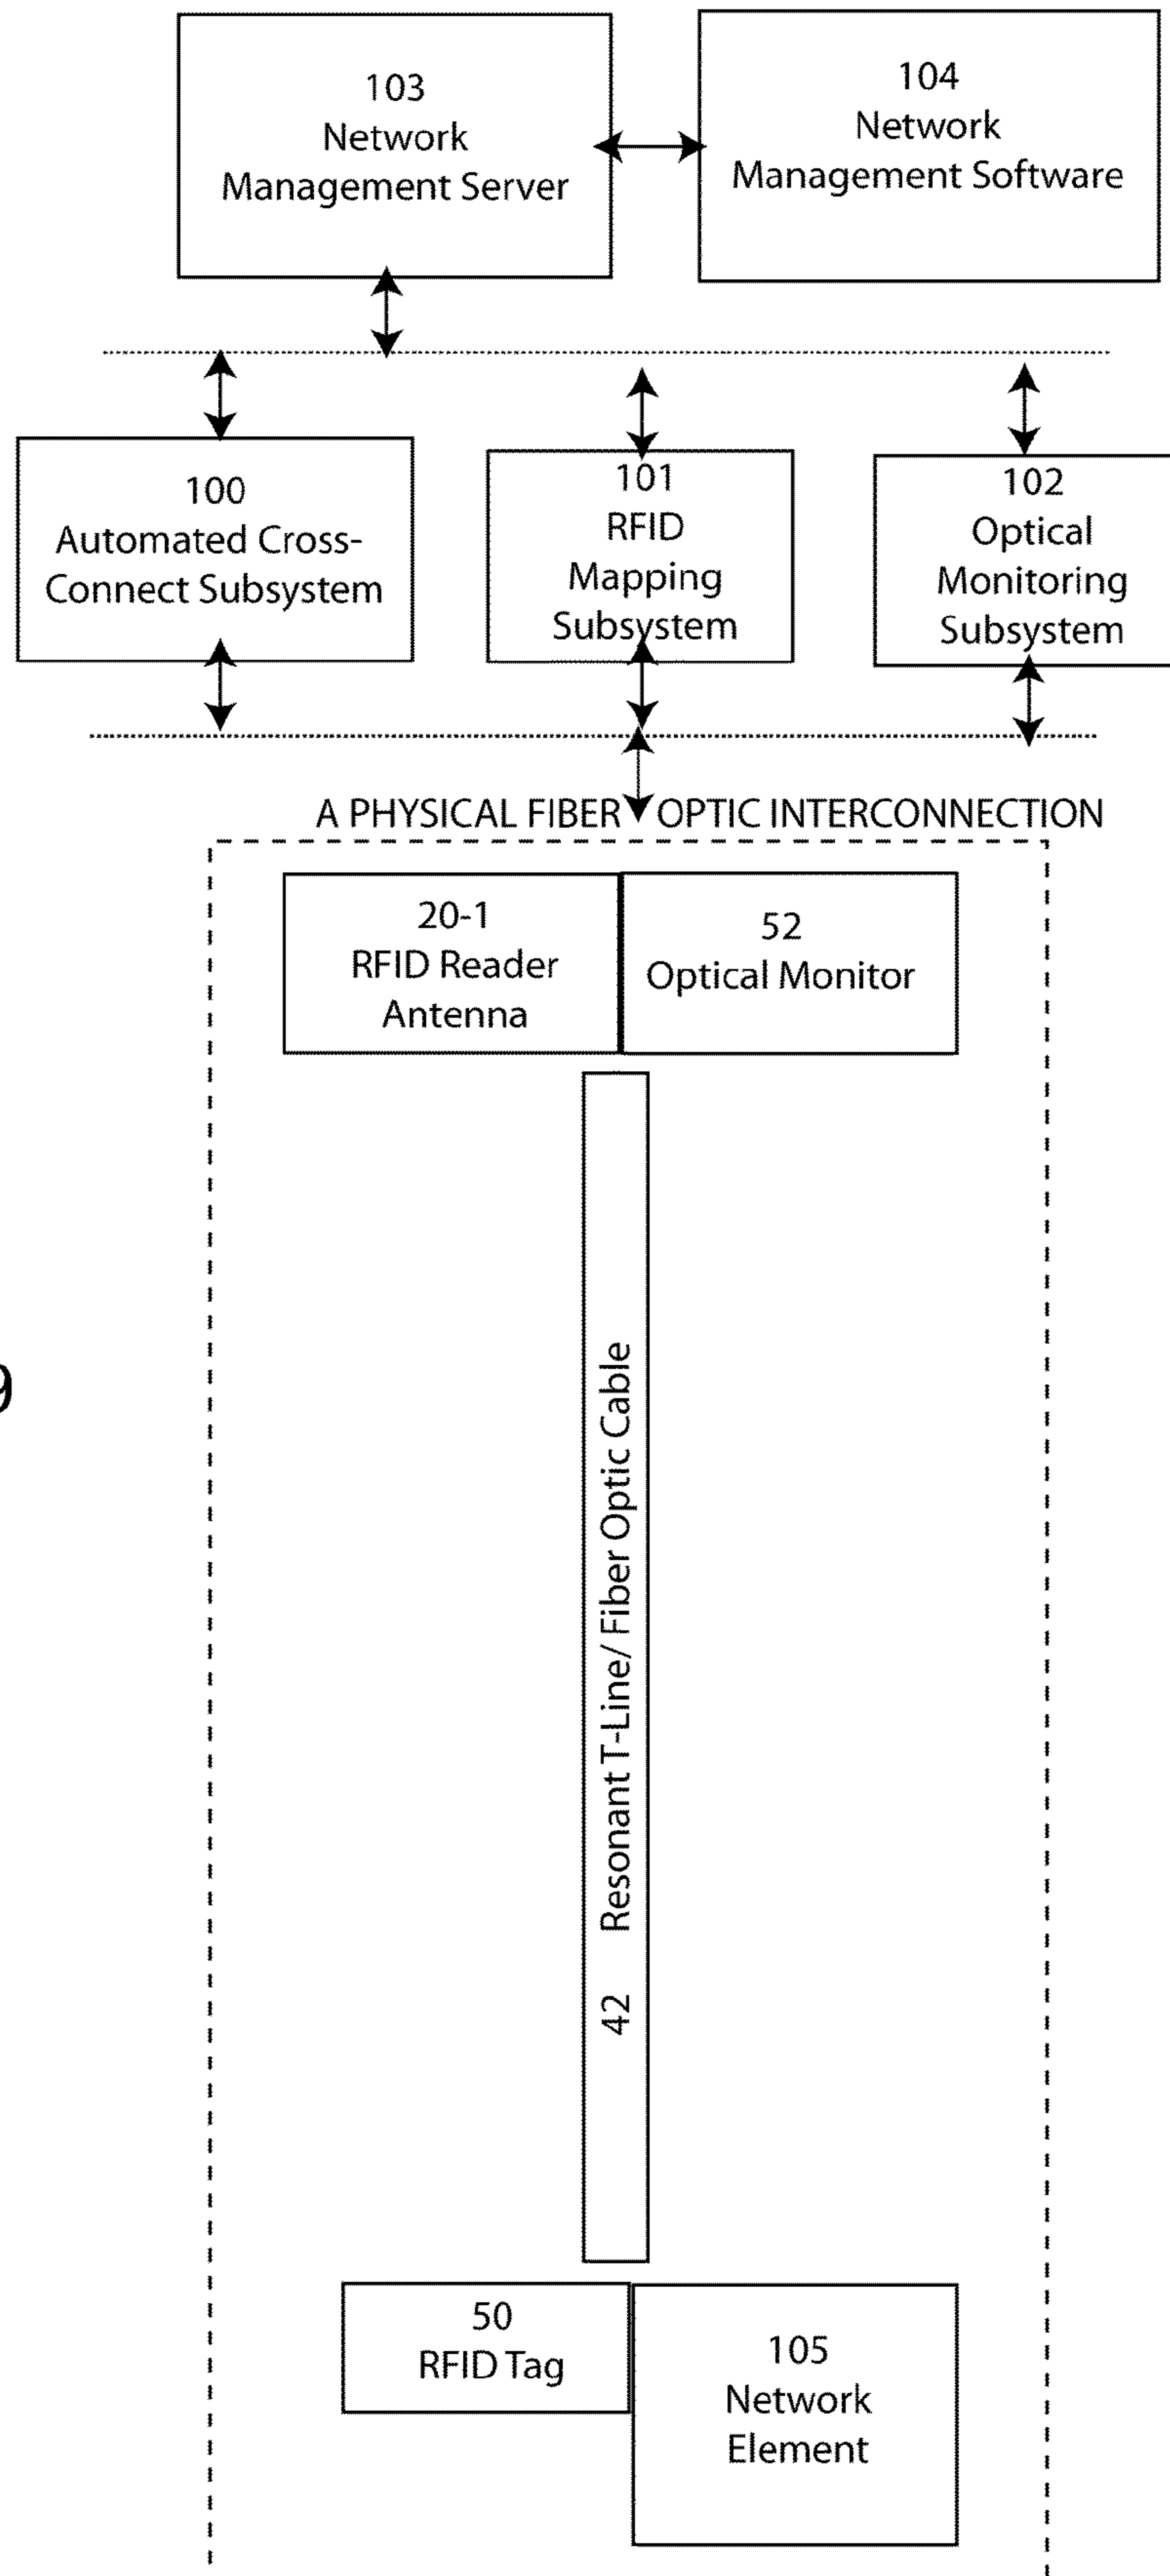 103
Network
Management Server
104
Network
Management Software
100
Automated Cross-
Connect Subsystem
101
RFID
Mapping
Subsystem
102
Optical
Monitoring
Subsystem
A PHYSICAL FIBER OPTIC INTERCONNECTION
20-1
RFID Reader
Antenna
52
Optical Monitor
42 Resonant T-Line/ Fiber Optic Cable
9
50
RFID Tag
105
Network
Element